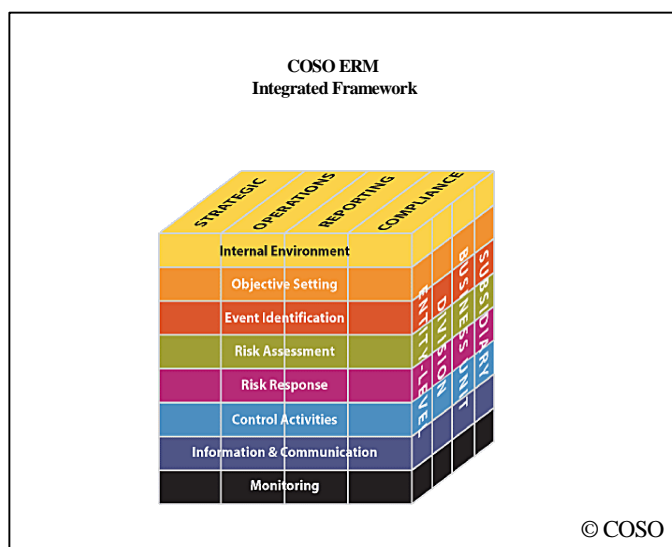 COSO ERM
Integrated Framework
STRATEGIC
OPERATIONS
REPORTING
COMPLIANCE
Internal Environment
Objective Setting
Event Identification
Risk Assessment
Risk Response
Control Activities
Information & Communication
Monitoring
ENTITY-LEVEL
DIVISION
BUSINESS UNIT
SUBSIDIARY
© COSO